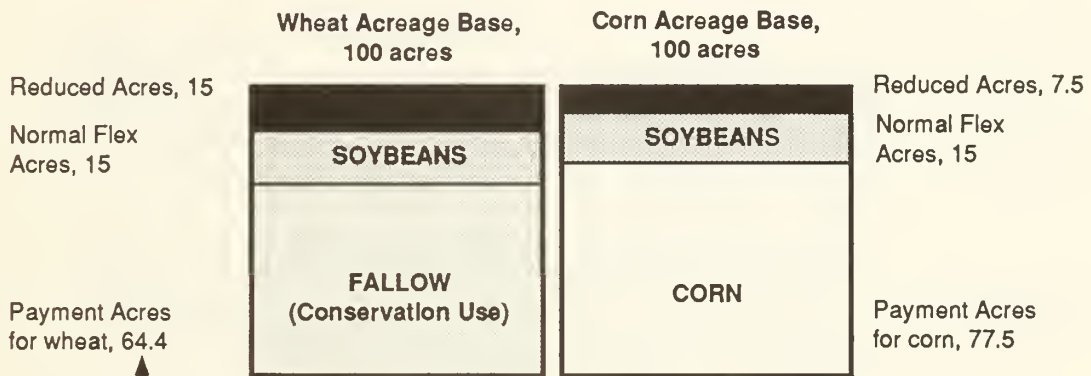 Wheat Acreage Base,
100 acres
Corn Acreage Base,
100 acres
Reduced Acres, 15
Normal Flex
Acres, 15
Payment Acres
for wheat, 64.4
SOYBEANS
FALLOW
(Conservation Use)
SOYBEANS
CORN
Reduced Acres, 7.5
Normal Flex
Acres, 15
Payment Acres
for corn, 77.5